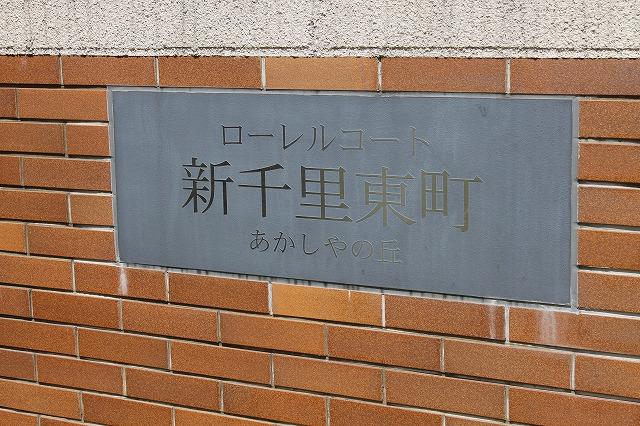 ローレルコート
新千里東町
あかしやの丘